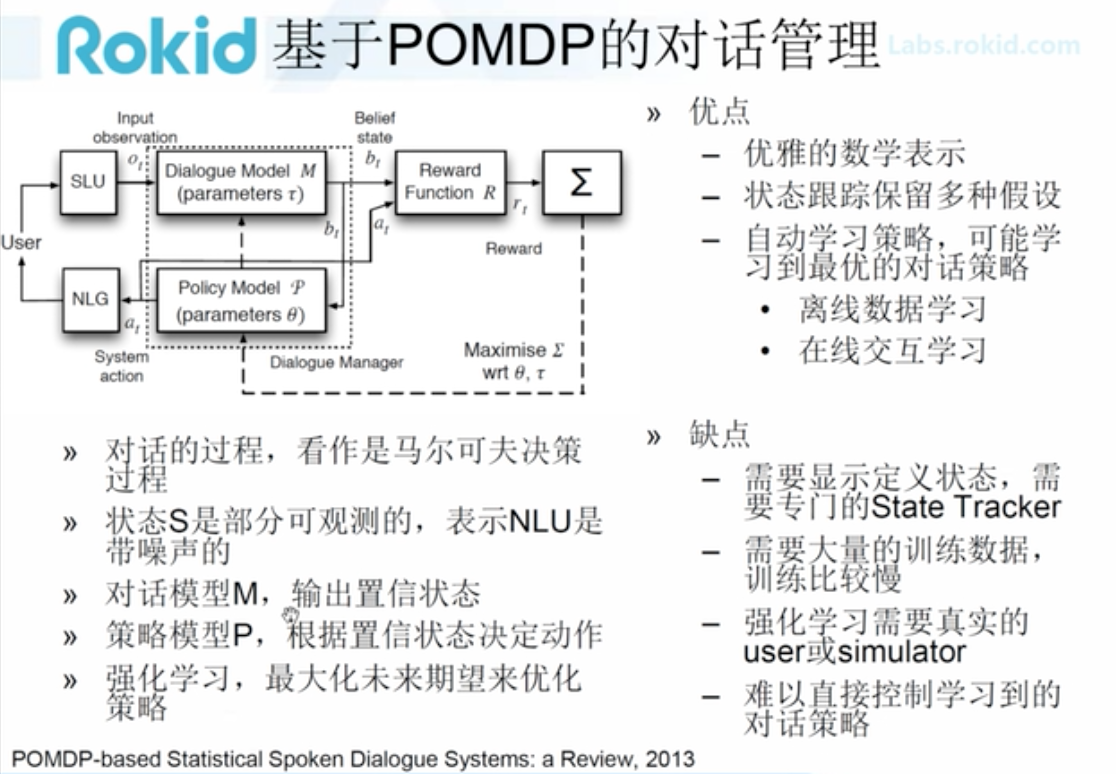 Rokid 基于POMDP的对话管理 Labs.rokid.com
Input
observation
Belief
state
SLU
o_t
Dialogue Model M
(parameters τ)
b_t
Reward
Function R
r_t
Σ
b_t
a_t
User
Reward
NLG
a_t
Policy Model 𝒫
(parameters θ)
System
action
Dialogue Manager
Maximise Σ
wrt θ, τ
» 对话的过程，看作是马尔可夫决策
过程
» 状态S是部分可观测的，表示NLU是
带噪声的
» 对话模型M，输出置信状态
» 策略模型P，根据置信状态决定动作
» 强化学习，最大化未来期望来优化
策略
» 优点
– 优雅的数学表示
– 状态跟踪保留多种假设
– 自动学习策略，可能学
习到最优的对话策略
• 离线数据学习
• 在线交互学习
» 缺点
– 需要显示定义状态，需
要专门的State Tracker
– 需要大量的训练数据，
训练比较慢
– 强化学习需要真实的
user或simulator
– 难以直接控制学习到的
对话策略
POMDP-based Statistical Spoken Dialogue Systems: a Review, 2013